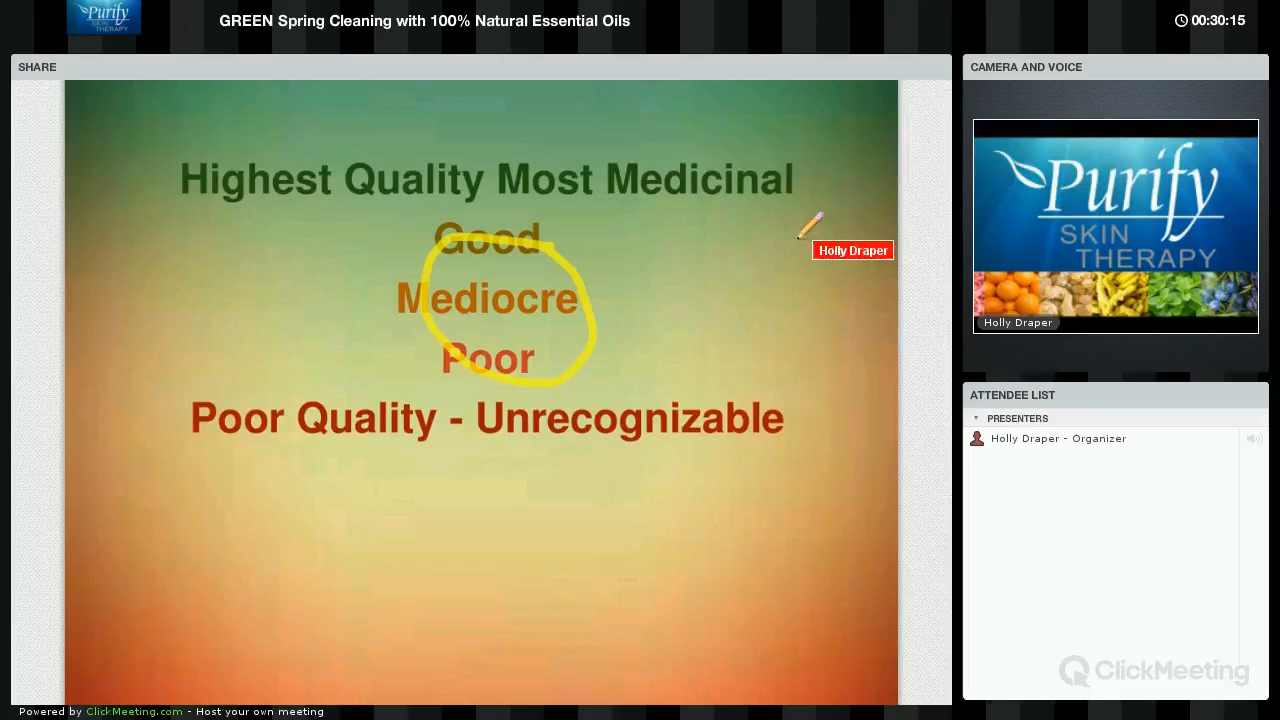 Purify
SKIN
THERAPY
GREEN Spring Cleaning with 100% Natural Essential Oils
00:30:15
SHARE
Highest Quality Most Medicinal
Good
Mediocre
Poor
Poor Quality - Unrecognizable
Holly Draper
CAMERA AND VOICE
Purify
SKIN
THERAPY
Holly Draper
ATTENDEE LIST
PRESENTERS
Holly Draper - Organizer
ClickMeeting
Powered by ClickMeeting.com - Host your own meeting